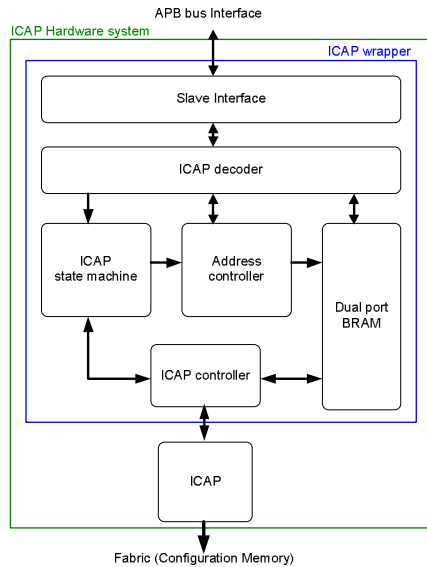 APB bus Interface
ICAP Hardware system
ICAP wrapper
Slave Interface
ICAP decoder
ICAP
state machine
Address
controller
Dual port
BRAM
ICAP controller
ICAP
Fabric (Configuration Memory)